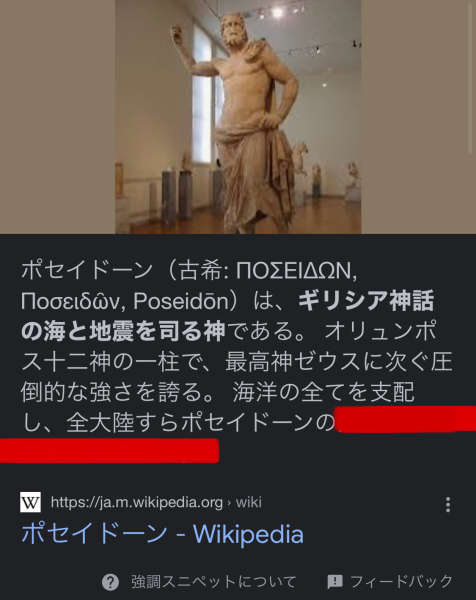 ポセイドーン（古希: ΠΟΣΕΙΔΩΝ,
Ποσειδῶν, Poseidōn）は、ギリシア神話
の海と地震を司る神である。 オリュンポ
ス十二神の一柱で、最高神ゼウスに次ぐ圧
倒的な強さを誇る。 海洋の全てを支配
し、全大陸すらポセイドーンの
W https://ja.m.wikipedia.org › wiki
ポセイドーン - Wikipedia
強調スニペットについて フィードバック